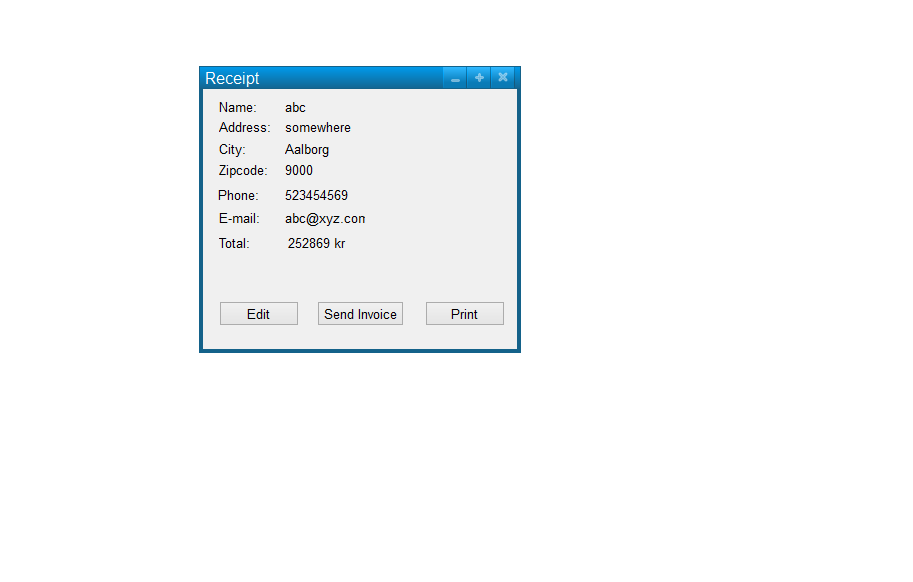 Receipt
Name: abc
Address: somewhere
City: Aalborg
Zipcode: 9000
Phone: 523454569
E-mail: abc@xyz.com
Total: 252869 kr
Edit Send Invoice Print